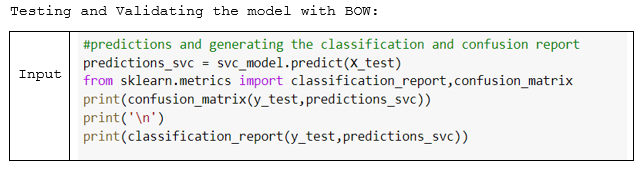 Testing and Validating the model with BOW:
Input
#predictions and generating the classification and confusion report
predictions_svc = svc_model.predict(X_test)
from sklearn.metrics import classification_report,confusion_matrix
print(confusion_matrix(y_test,predictions_svc))
print('\n')
print(classification_report(y_test,predictions_svc))